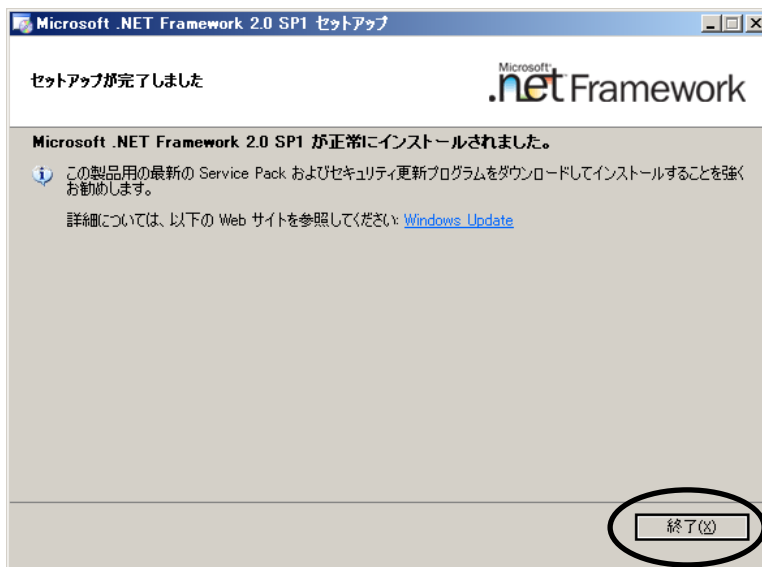 Microsoft .NET Framework 2.0 SP1 セットアップ
セットアップが完了しました
Microsoft
.net Framework
Microsoft .NET Framework 2.0 SP1 が正常にインストールされました。
この製品用の最新の Service Pack およびセキュリティ更新プログラムをダウンロードしてインストールすることを強く
お勧めします。
詳細については、以下の Web サイトを参照してください: Windows Update
終了(X)